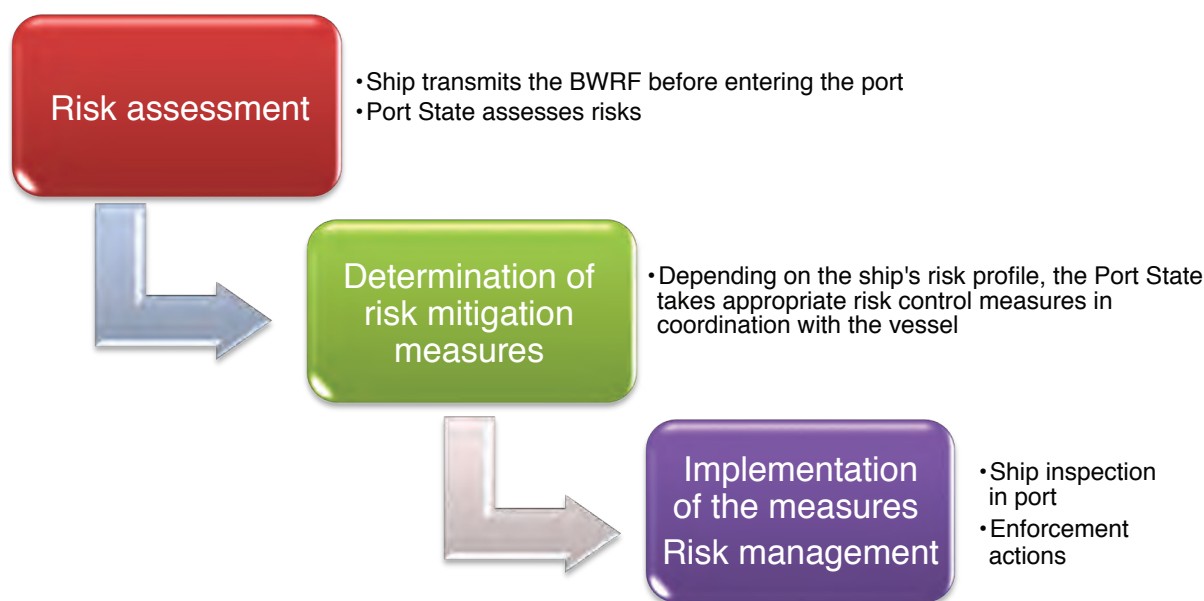 Risk assessment
•Ship transmits the BWRF before entering the port
•Port State assesses risks
Determination of
risk mitigation
measures
•Depending on the ship's risk profile, the Port State
takes appropriate risk control measures in
coordination with the vessel
Implementation
of the measures
Risk management
•Ship inspection
in port
•Enforcement
actions